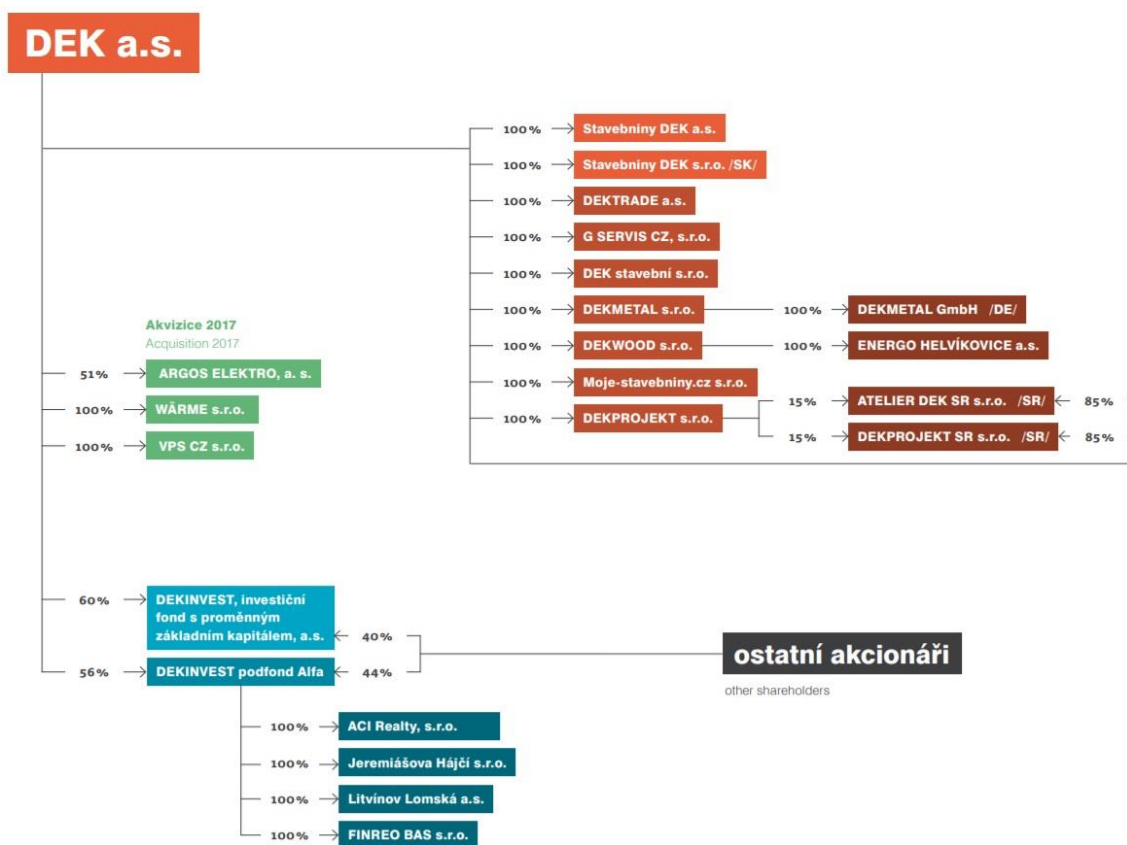 DEK a.s.
100% Stavebniny DEK a.s.
100% Stavebniny DEK s.r.o. /SK/
100% DEKTRADE a.s.
100% G SERVIS CZ, s.r.o.
100% DEK stavební s.r.o.
100% DEKMETAL s.r.o. 100% DEKMETAL GmbH /DE/
100% DEKWOOD s.r.o. 100% ENERGO HELVÍKOVICE a.s.
100% Moje-stavebniny.cz s.r.o.
100% DEKPROJEKT s.r.o.
15% ATELIER DEK SR s.r.o. /SR/ 85%
15% DEKPROJEKT SR s.r.o. /SR/ 85%
Akvizice 2017
Acquisition 2017
51% ARGOS ELEKTRO, a. s.
100% WÄRME s.r.o.
100% VPS CZ s.r.o.
60% DEKINVEST, investiční
fond s proměnným
základním kapitálem, a.s. 40%
56% DEKINVEST podfond Alfa 44%
ostatní akcionáři
other shareholders
100% ACI Realty, s.r.o.
100% Jeremiášova Hájčí s.r.o.
100% Litvínov Lomská a.s.
100% FINREO BAS s.r.o.